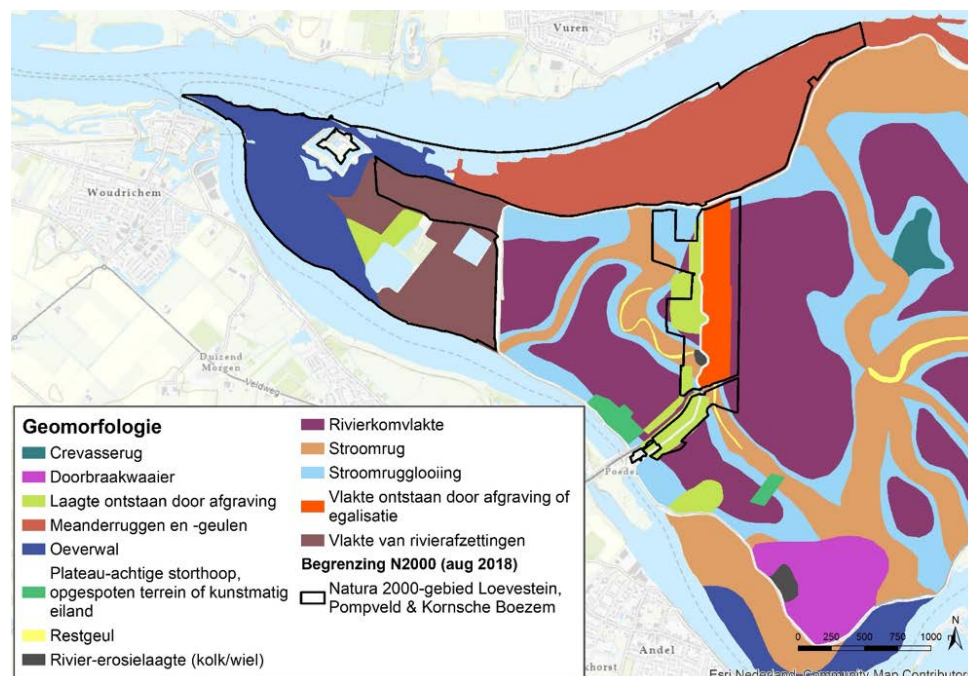 Vuren
Woudrichem
Duizend
Morgen
Veldweg
Poeder
Geomorfologie
Crevasserug
Doorbraakwaaier
Laagte ontstaan door afgraving
Meanderruggen en -geulen
Oeverwal
Plateau-achtige storthoop,
opgespoten terrein of kunstmatig
eiland
Restgeul
Rivier-erosielaagte (kolk/wiel)
Rivierkomvlakte
Stroomrug
Stroomrugglooiing
Vlakte ontstaan door afgraving of
egalisatie
Vlakte van rivierafzettingen
Begrenzing N2000 (aug 2018)
Natura 2000-gebied Loevestein,
Pompveld & Kornsche Boezem
Andel
khorst
N
0 250 500 750 1000
m
Esri Nederland, Community Map Contributor